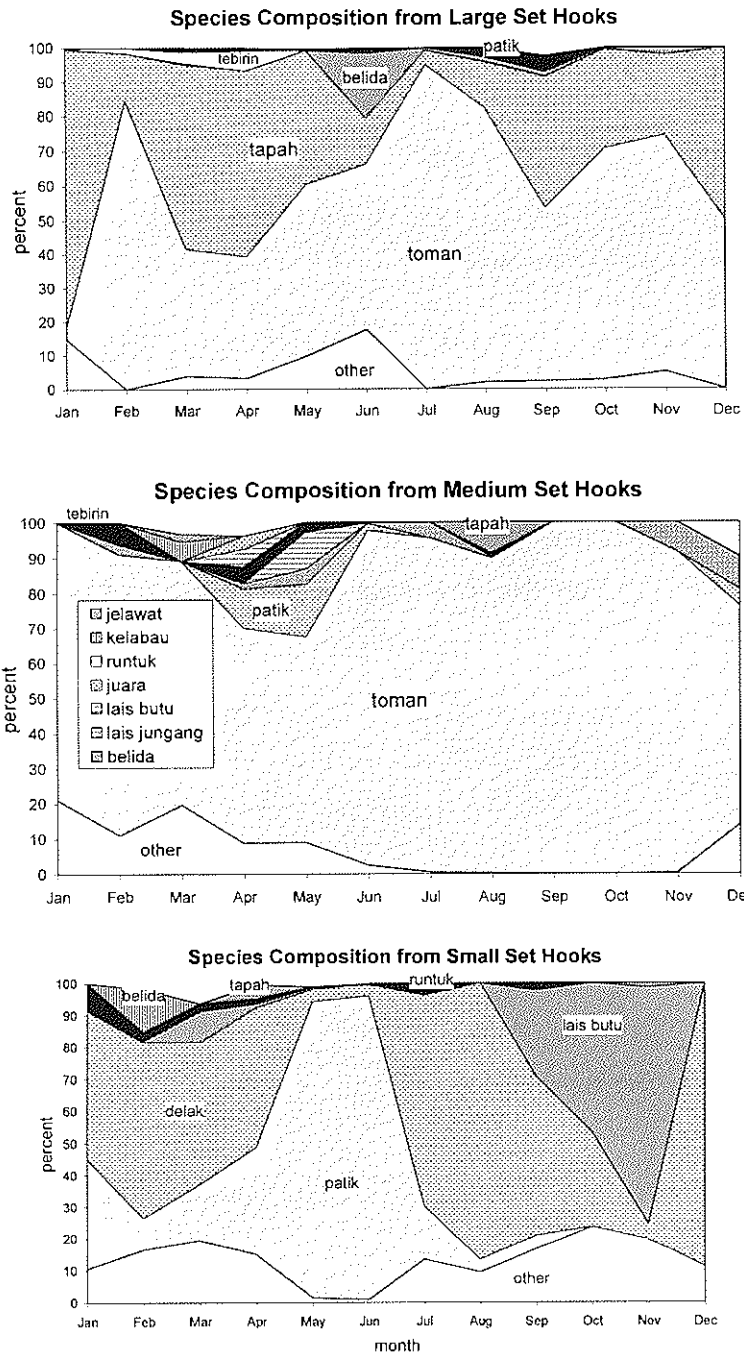 Species Composition from Large Set Hooks
percent
100
90
80
70
60
50
40
30
20
10
0
tebirin
belida
patik
tapah
toman
other
Jan Feb Mar Apr May Jun Jul Aug Sep Oct Nov Dec
Species Composition from Medium Set Hooks
percent
100
90
80
70
60
50
40
30
20
10
0
tebirin
tapah
patik
jelawat
kelabau
runtuk
juara
lais butu
lais jungang
belida
toman
other
Jan Feb Mar Apr May Jun Jul Aug Sep Oct Nov De
Species Composition from Small Set Hooks
percent
100
90
80
70
60
50
40
30
20
10
0
belida
tapah
runtuk
lais butu
delak
patik
other
Jan Feb Mar Apr May Jun Jul Aug Sep Oct Nov Dec
month